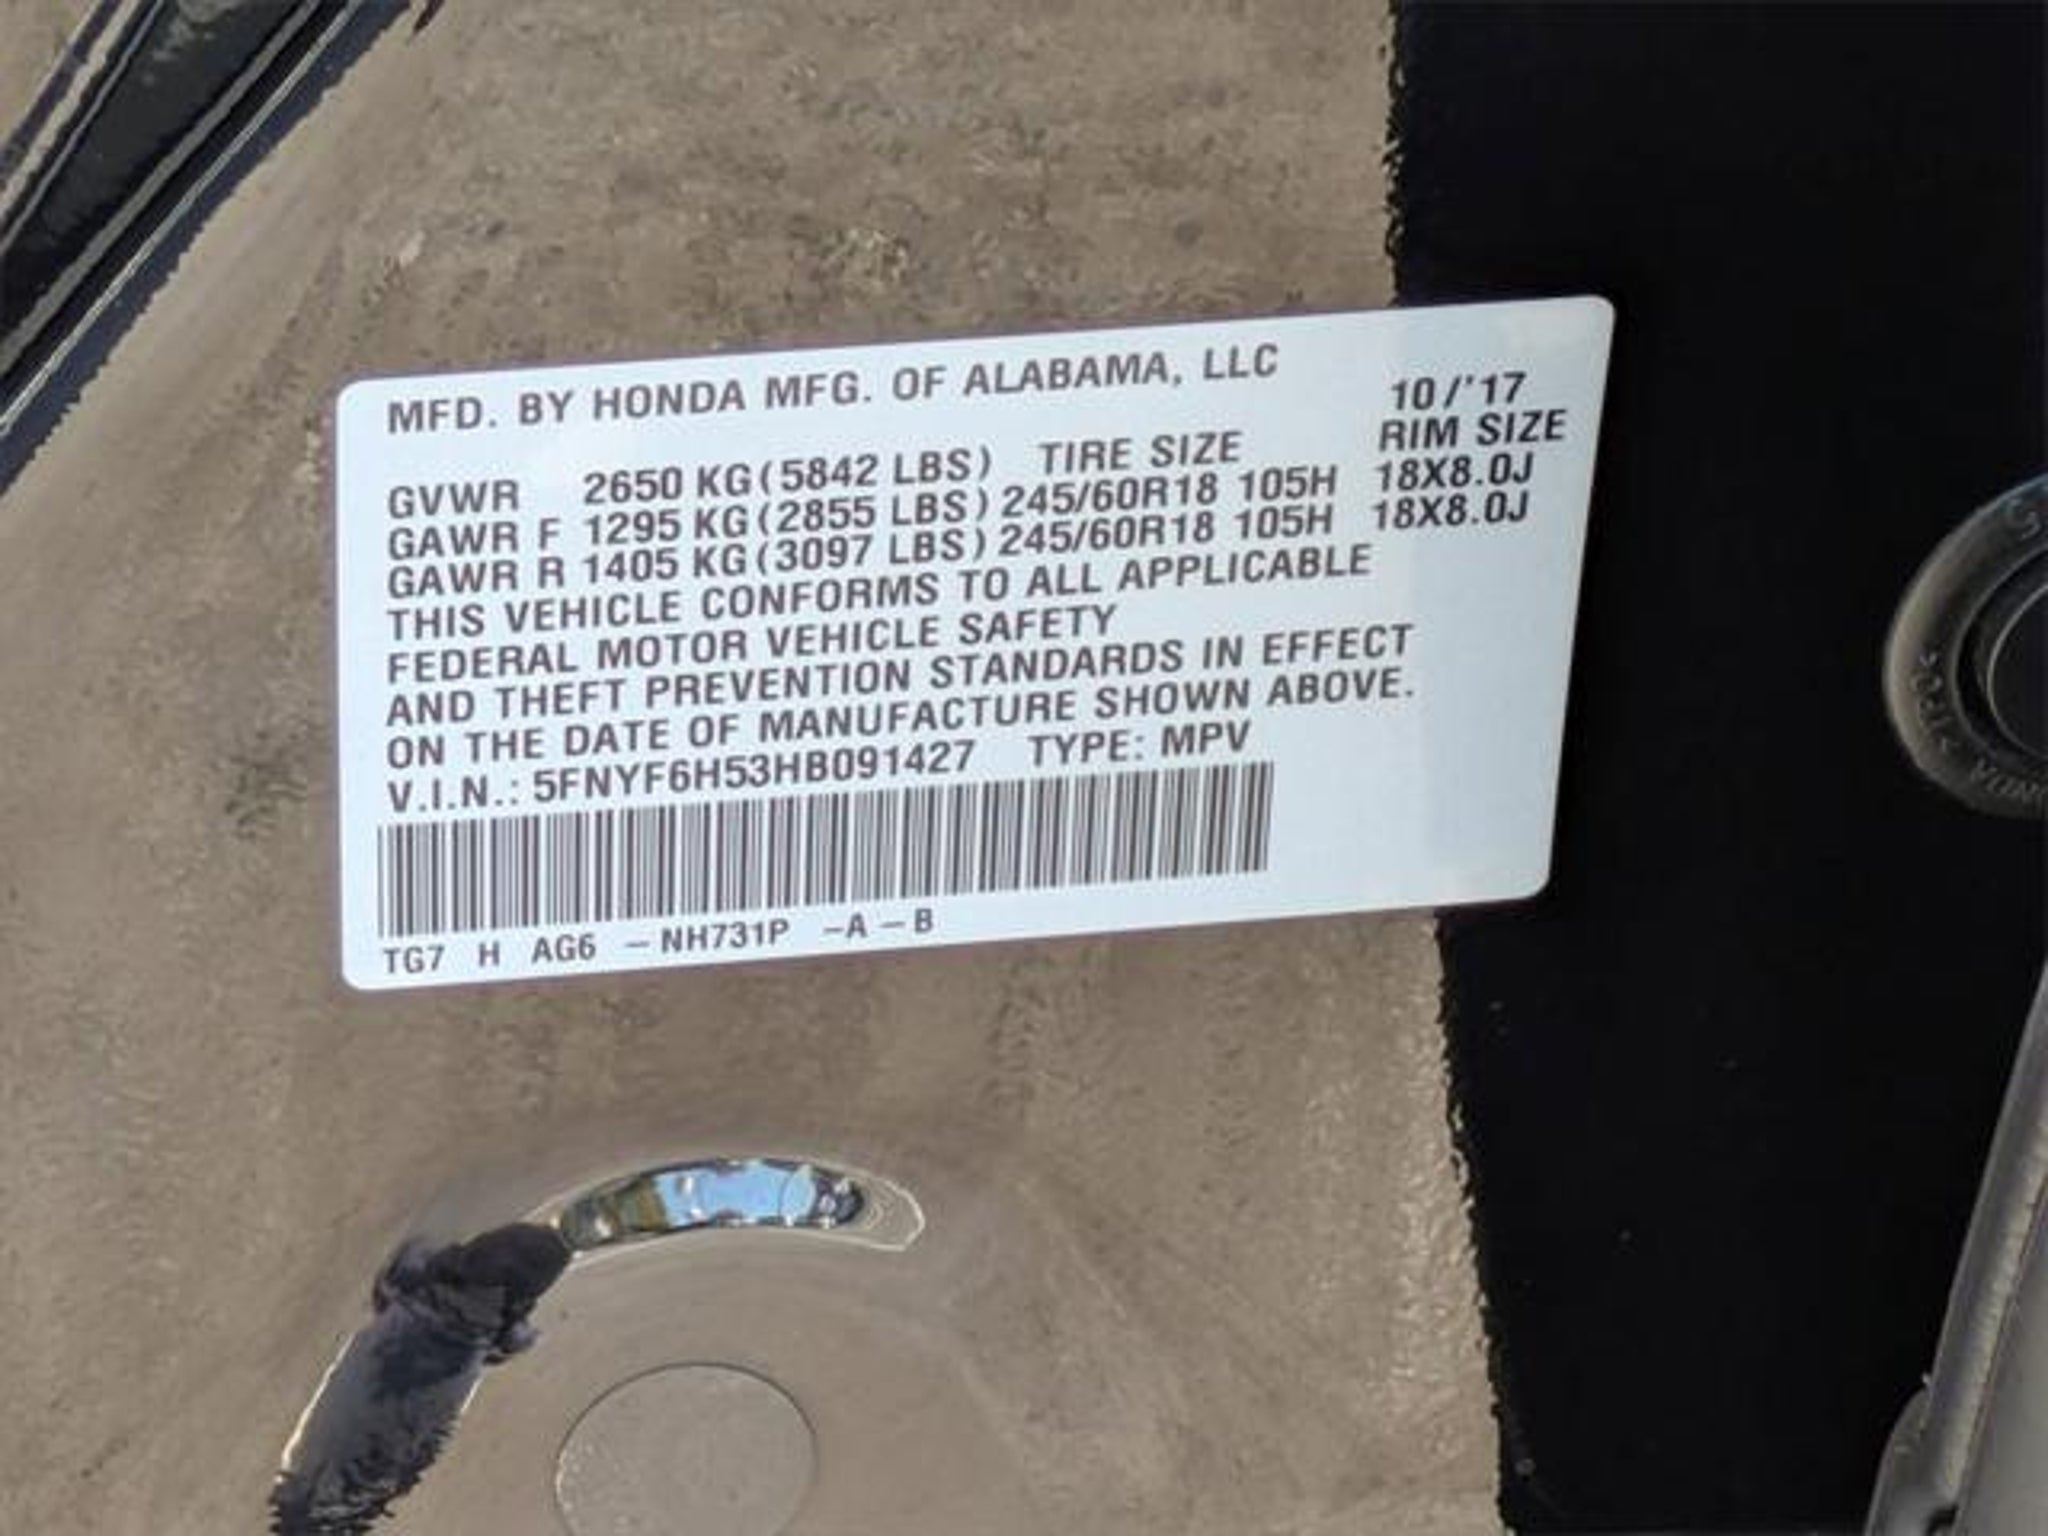 MFD. BY HONDA MFG. OF ALABAMA, LLC 10/'17
TIRE SIZE RIM SIZE
GVWR 2650 KG (5842 LBS)
GAWR F 1295 KG (2855 LBS) 245/60R18 105H 18X8.0J
GAWR R 1405 KG (3097 LBS) 245/60R18 105H 18X8.0J
THIS VEHICLE CONFORMS TO ALL APPLICABLE
FEDERAL MOTOR VEHICLE SAFETY
AND THEFT PREVENTION STANDARDS IN EFFECT
ON THE DATE OF MANUFACTURE SHOWN ABOVE.
V.I.N.: 5FNYF6H53HB091427 TYPE: MPV
TG7 H AG6 -NH731P -A-B